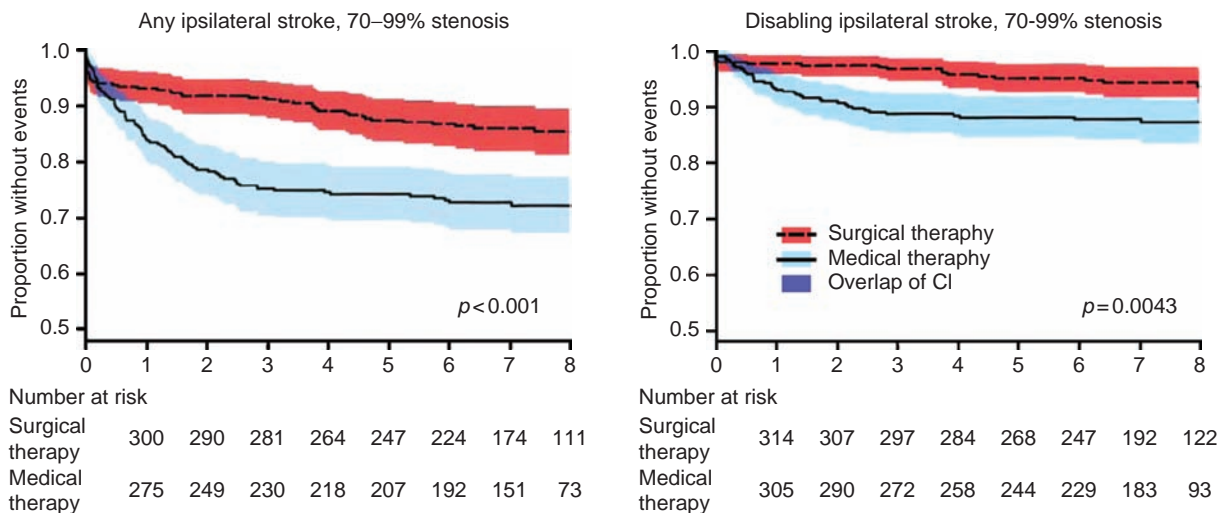 Any ipsilateral stroke, 70–99% stenosis
Proportion without events
1.0
0.9
0.8
0.7
0.6
0.5
p<0.001
0 1 2 3 4 5 6 7 8
Number at risk
Surgical
therapy
300 290 281 264 247 224 174 111
Medical
therapy
275 249 230 218 207 192 151 73
Disabling ipsilateral stroke, 70-99% stenosis
Proportion without events
1.0
0.9
0.8
0.7
0.6
0.5
Surgical theraphy
Medical theraphy
Overlap of CI
p=0.0043
0 1 2 3 4 5 6 7 8
Number at risk
Surgical
therapy
314 307 297 284 268 247 192 122
Medical
therapy
305 290 272 258 244 229 183 93